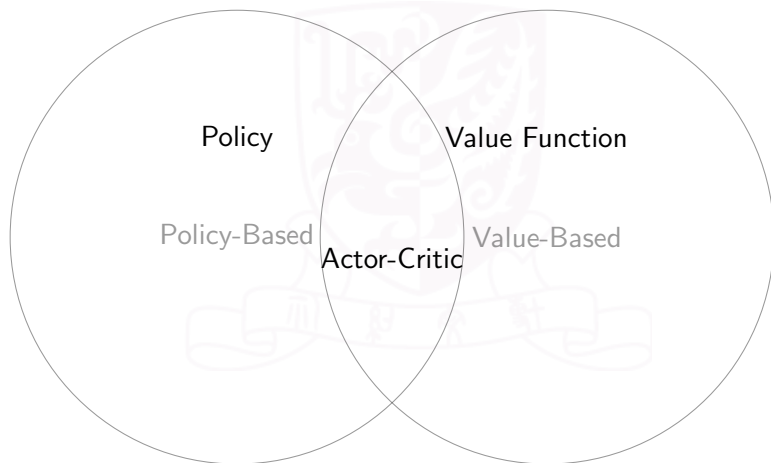 Policy
Value Function
Policy-Based
Value-Based
Actor-Critic